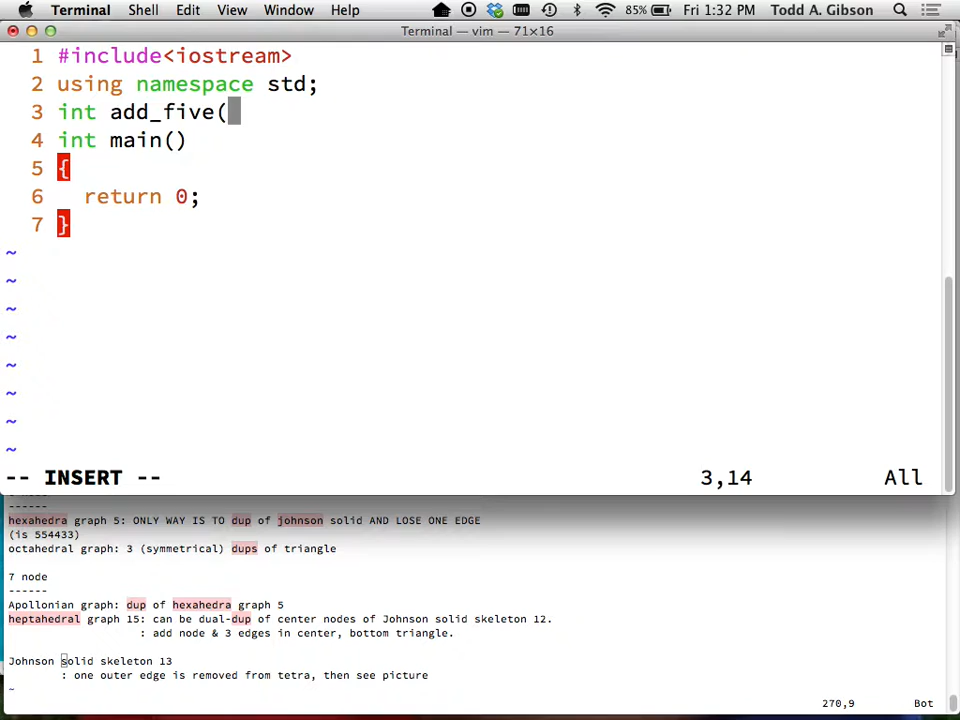 Terminal Shell Edit View Window Help 85% Fri 1:32 PM Todd A. Gibson
Terminal — vim — 71×16
1 #include<iostream>
2 using namespace std;
3 int add_five(
4 int main()
5 {
6 return 0;
7 }
~
~
~
~
~
~
~
~
-- INSERT -- 3,14 All
------
hexahedra graph 5: ONLY WAY IS TO dup of johnson solid AND LOSE ONE EDGE
(is 554433)
octahedral graph: 3 (symmetrical) dups of triangle
7 node
------
Apollonian graph: dup of hexahedra graph 5
heptahedral graph 15: can be dual-dup of center nodes of Johnson solid skeleton 12.
: add node & 3 edges in center, bottom triangle.
Johnson solid skeleton 13
: one outer edge is removed from tetra, then see picture
~
270,9 Bot